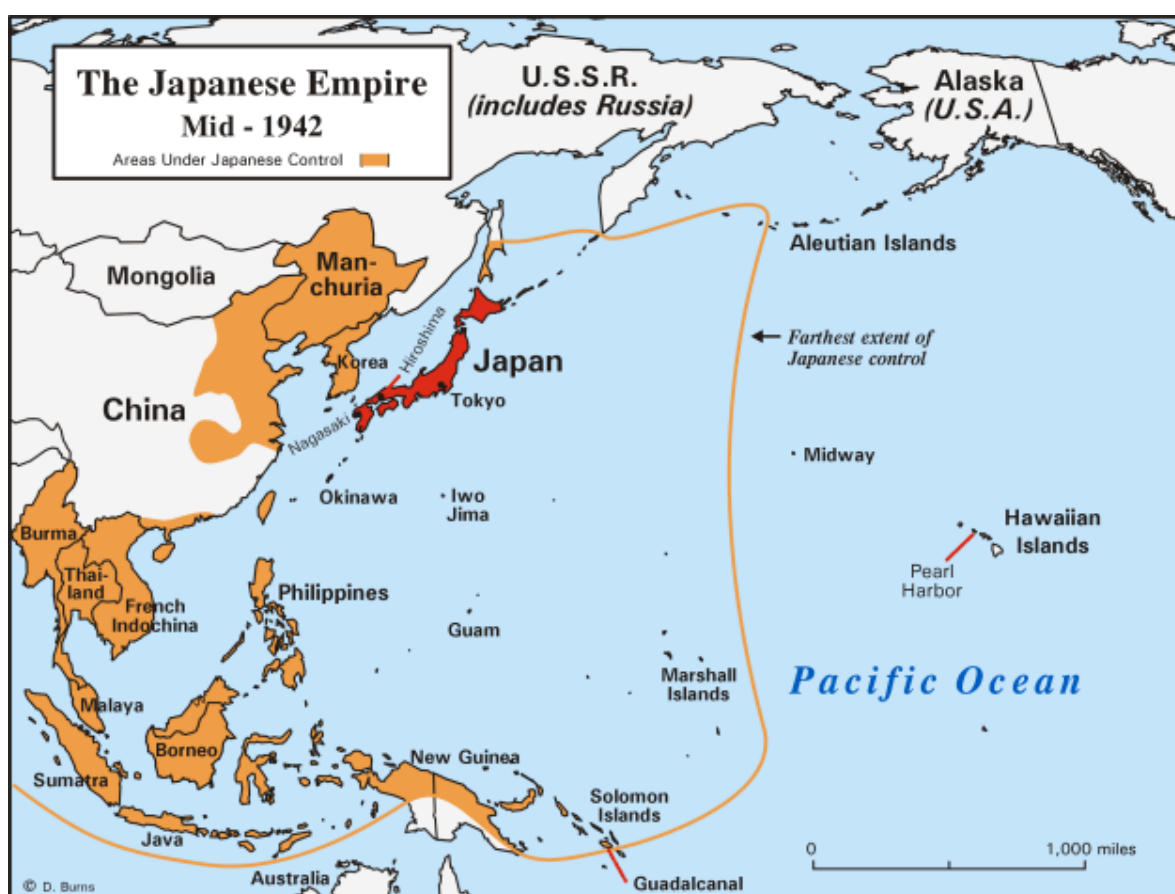 The Japanese Empire
Mid - 1942
Areas Under Japanese Control
U.S.S.R.
(includes Russia)
Alaska
(U.S.A.)
Aleutian Islands
Mongolia
Man-
churia
Farthest extent of
Japanese control
Korea
Hiroshima
Japan
Tokyo
China
Nagasaki
Midway
Okinawa
Iwo
Jima
Hawaiian
Islands
Pearl
Harbor
Burma
Thai-
land
French
Indochina
Philippines
Guam
Marshall
Islands
Pacific Ocean
Malaya
Borneo
Sumatra
New Guinea
Solomon
Islands
Java
0
1,000 miles
Australia
Guadalcanal
© D. Burns